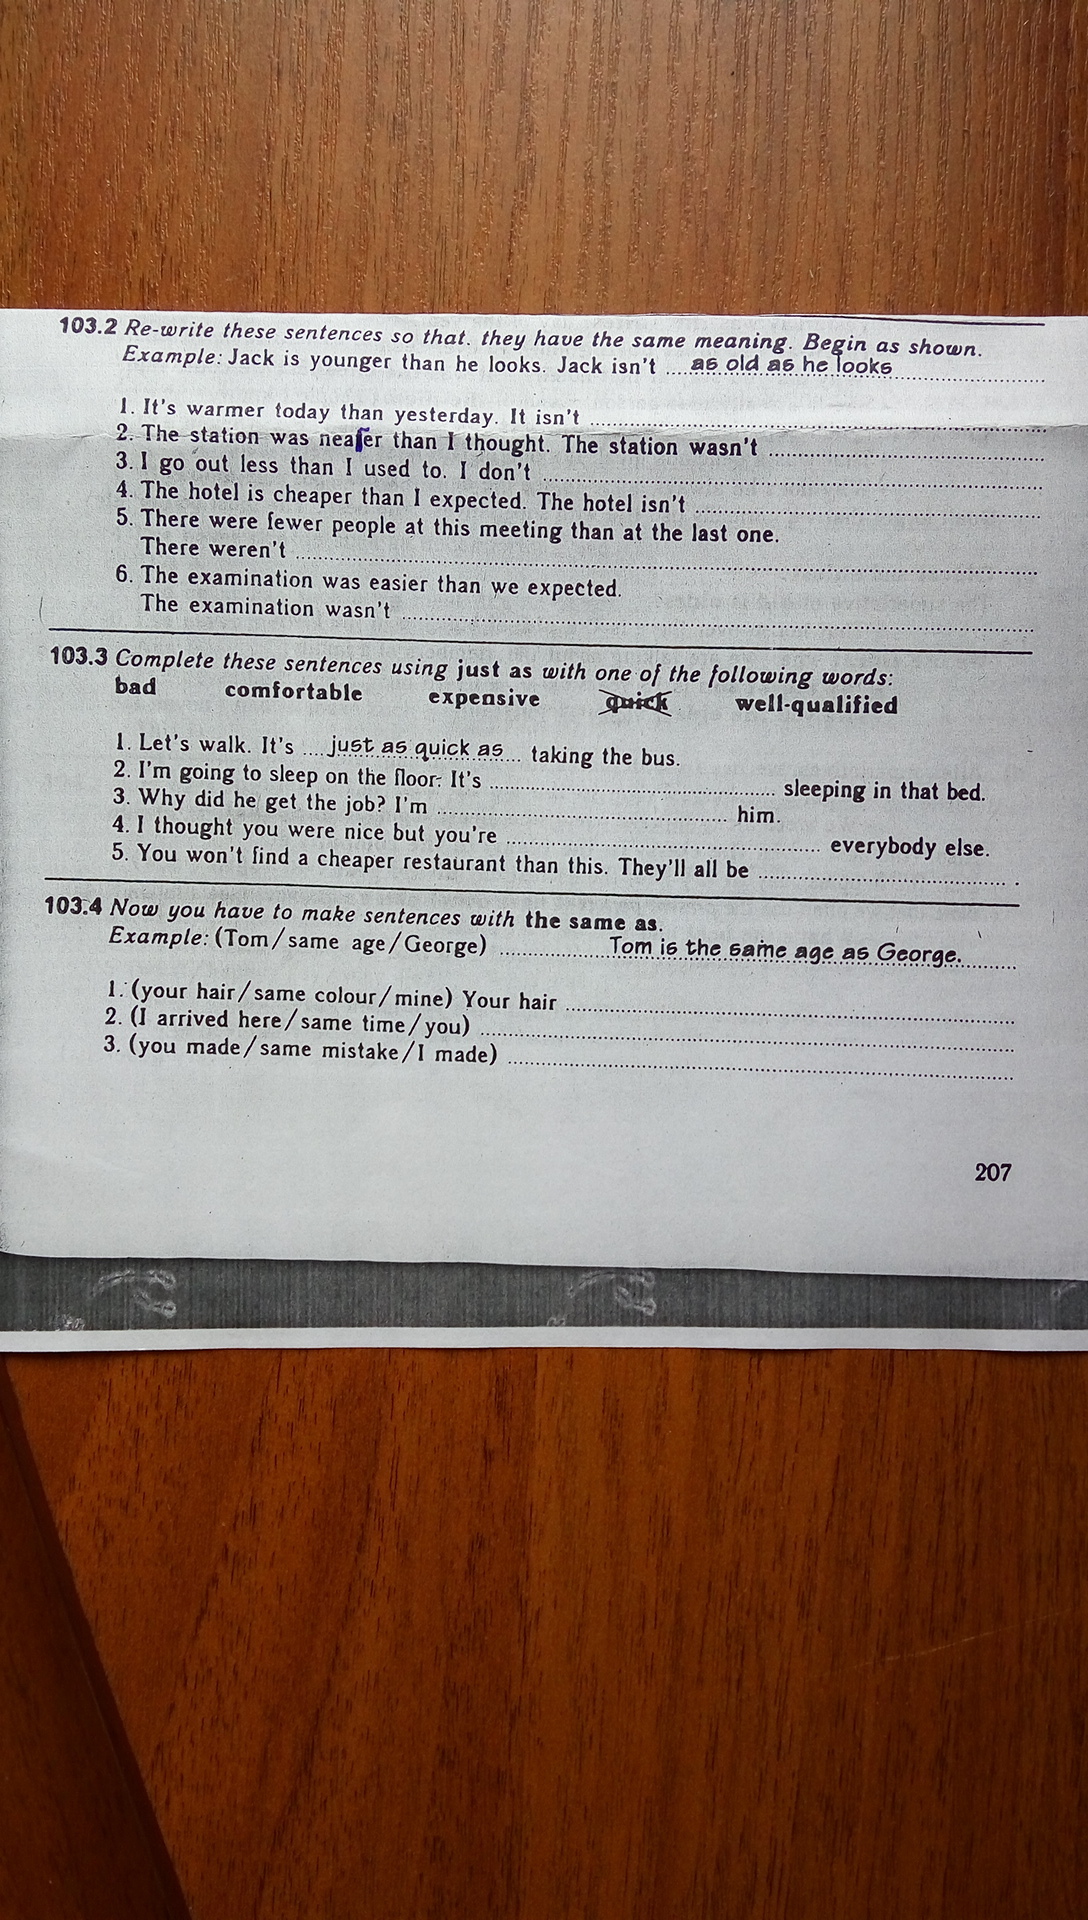 103.2 Re-write these sentences so that. they have the same meaning. Begin as shown.
Example: Jack is younger than he looks. Jack isn't ....as old as he looks..............................
1. It's warmer today than yesterday. It isn't ..............................
2. The station was nearer than I thought. The station wasn't ..............................
3. I go out less than I used to. I don't ..............................
4. The hotel is cheaper than I expected. The hotel isn't ..............................
5. There were fewer people at this meeting than at the last one.
There weren't ..............................
6. The examination was easier than we expected.
The examination wasn't ..............................
103.3 Complete these sentences using just as with one of the following words:
bad comfortable expensive quick well-qualified
1. Let's walk. It's ....just as quick as.... taking the bus.
2. I'm going to sleep on the floor. It's .............................. sleeping in that bed.
3. Why did he get the job? I'm .............................. him.
4. I thought you were nice but you're .............................. everybody else.
5. You won't find a cheaper restaurant than this. They'll all be .............................. .
103.4 Now you have to make sentences with the same as.
Example: (Tom/same age/George) ..............Tom is the same age as George.........
1. (your hair/same colour/mine) Your hair ..............................
2. (I arrived here/same time/you) ..............................
3. (you made/same mistake/I made) ..............................
207